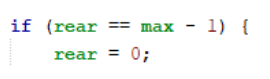 if (rear == max - 1) {
    rear = 0;